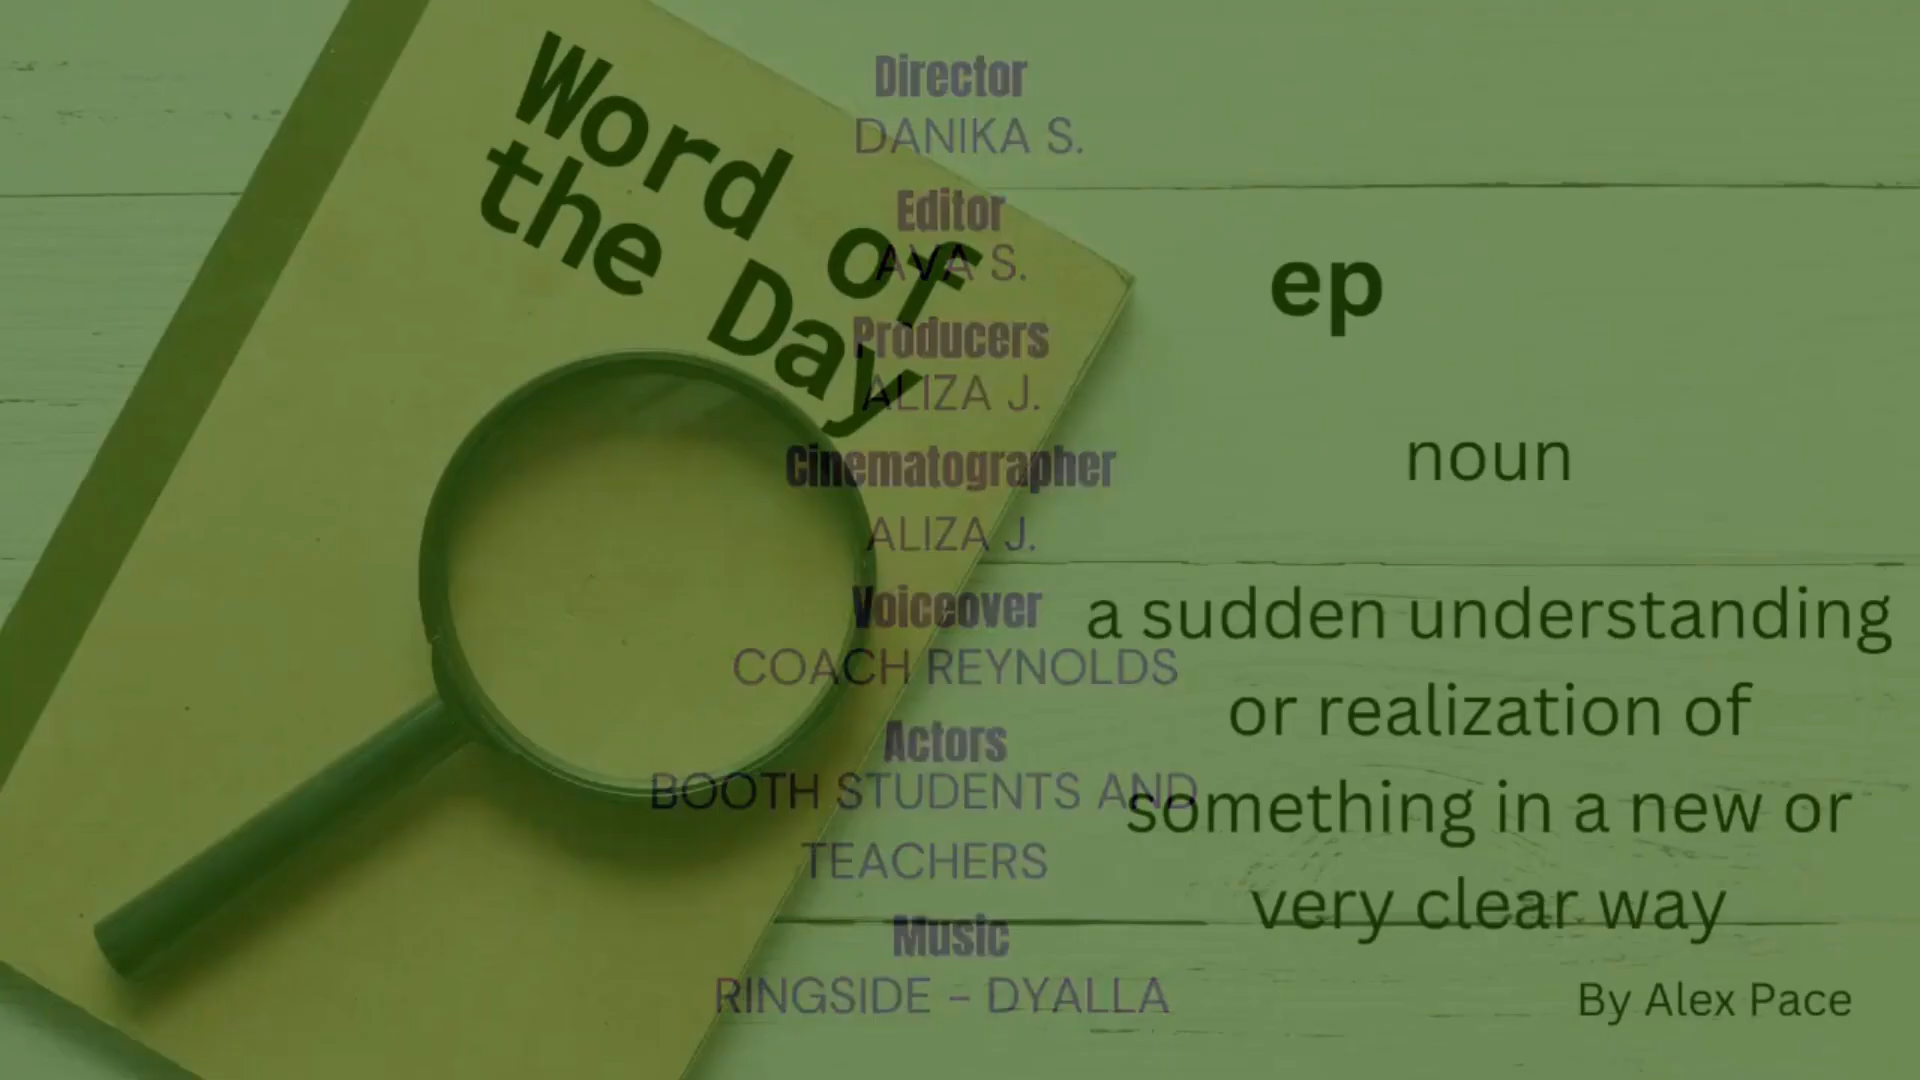 Word of
the Day
Director
DANIKA S.
Editor
AVA S.
Producers
ALIZA J.
Cinematographer
ALIZA J.
Voiceover
COACH REYNOLDS
Actors
BOOTH STUDENTS AND
TEACHERS
Music
RINGSIDE - DYALLA
ep
noun
a sudden understanding
or realization of
something in a new or
very clear way
By Alex Pace